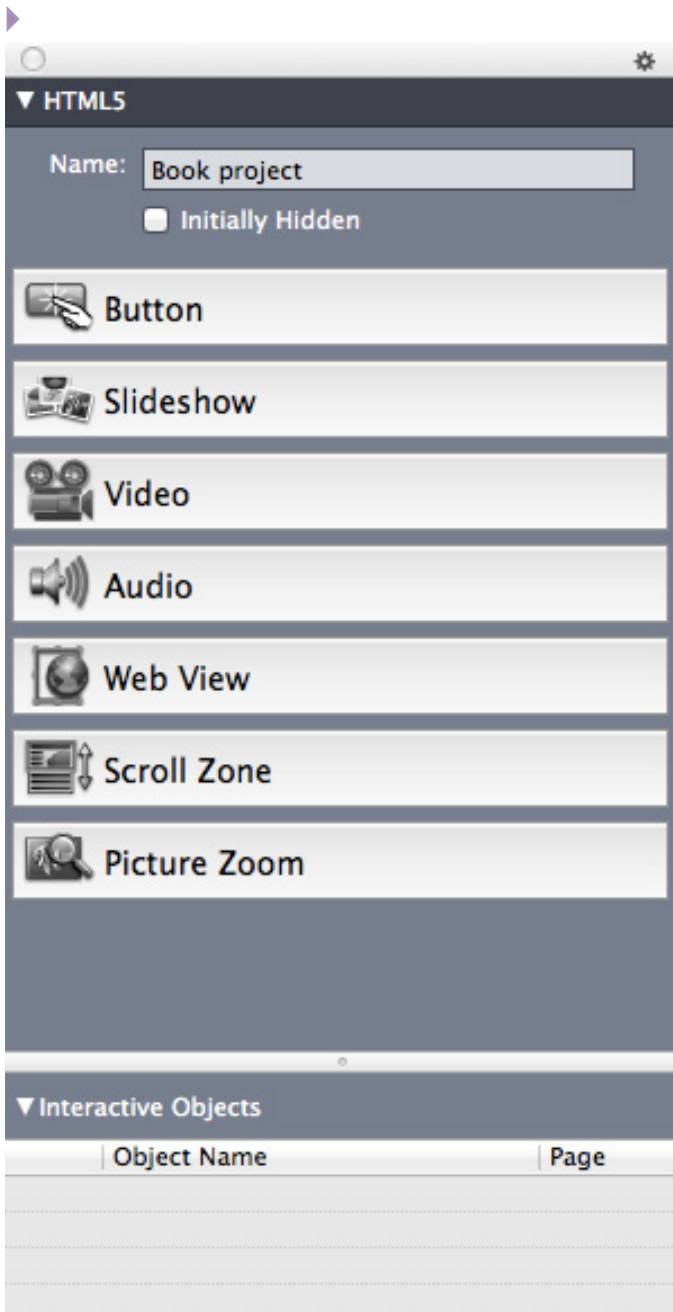 HTML5
Name: Book project
Initially Hidden
Button
Slideshow
Video
Audio
Web View
Scroll Zone
Picture Zoom
Interactive Objects
Object Name Page